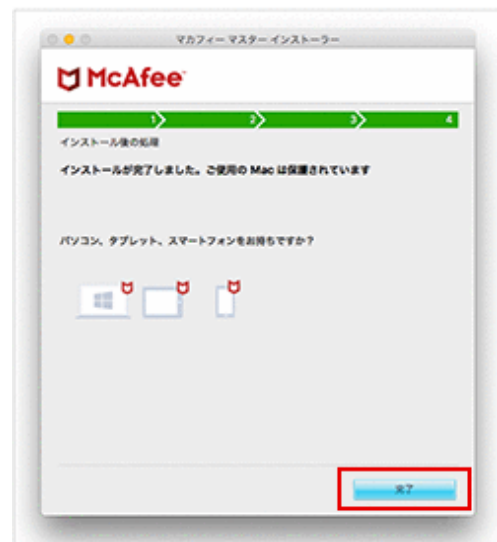 マカフィー マスター インストーラー
McAfee
1 2 3 4
インストール後の処理
インストールが完了しました。ご使用の Mac は保護されています
パソコン、タブレット、スマートフォンをお持ちですか?
完了